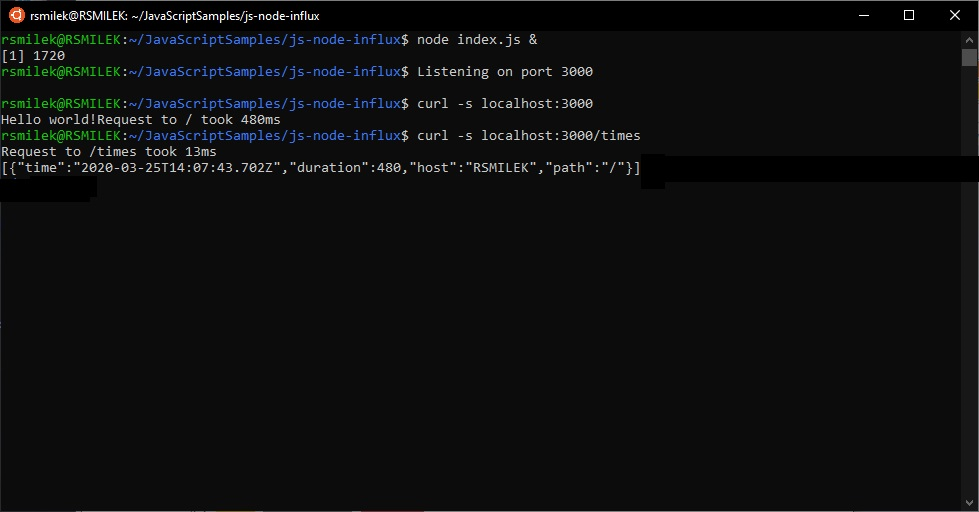 rsmilek@RSMILEK: ~/JavaScriptSamples/js-node-influx
rsmilek@RSMILEK:~/JavaScriptSamples/js-node-influx$ node index.js &
[1] 1720
rsmilek@RSMILEK:~/JavaScriptSamples/js-node-influx$ Listening on port 3000
rsmilek@RSMILEK:~/JavaScriptSamples/js-node-influx$ curl -s localhost:3000
Hello world!Request to / took 480ms
rsmilek@RSMILEK:~/JavaScriptSamples/js-node-influx$ curl -s localhost:3000/times
Request to /times took 13ms
[{"time":"2020-03-25T14:07:43.702Z","duration":480,"host":"RSMILEK","path":"/"}]